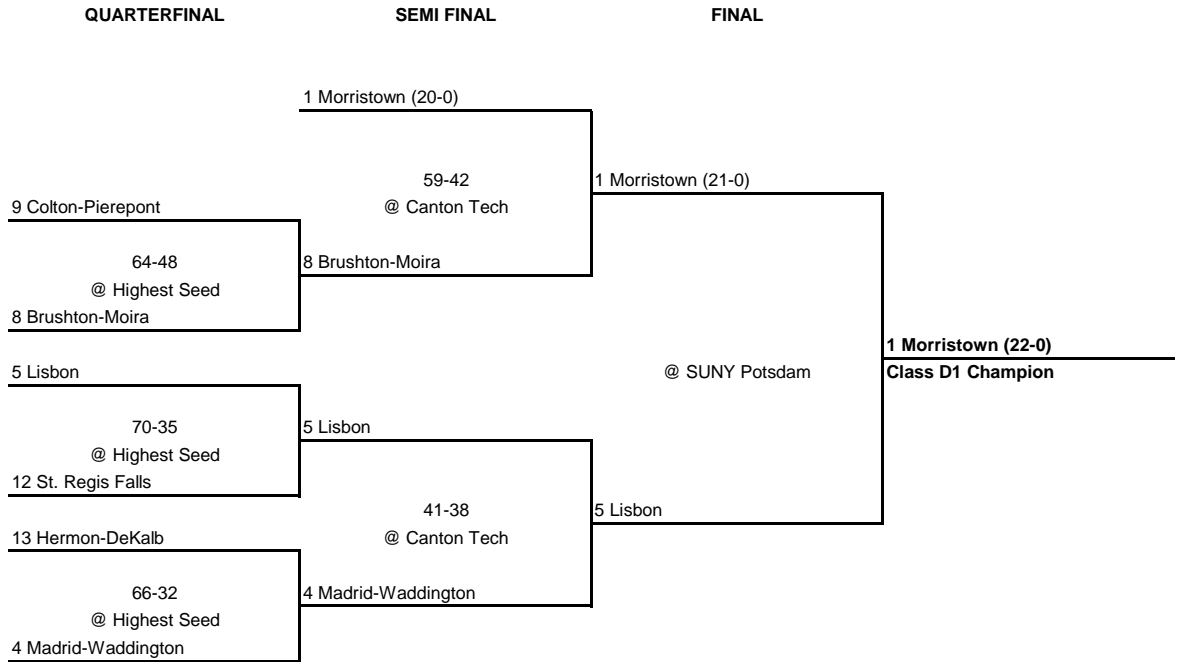 QUARTERFINAL SEMI FINAL FINAL
1 Morristown (20-0)
59-42 1 Morristown (21-0)
9 Colton-Pierepont @ Canton Tech
64-48 8 Brushton-Moira
@ Highest Seed
8 Brushton-Moira
1 Morristown (22-0)
5 Lisbon @ SUNY Potsdam Class D1 Champion
70-35 5 Lisbon
@ Highest Seed
12 St. Regis Falls
41-38 5 Lisbon
13 Hermon-DeKalb @ Canton Tech
66-32 4 Madrid-Waddington
@ Highest Seed
4 Madrid-Waddington